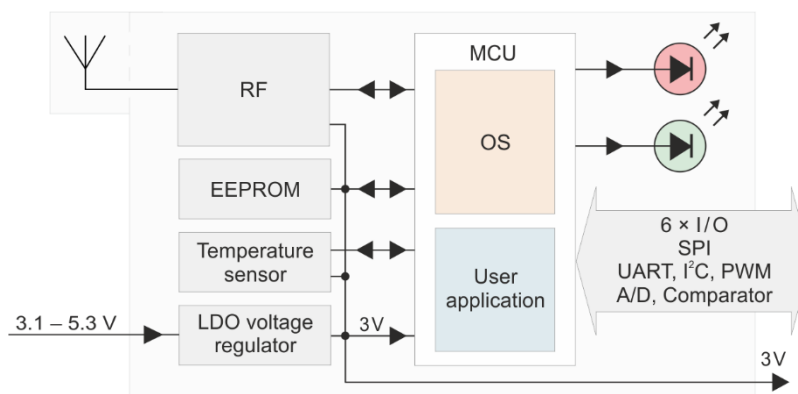 RF
MCU
OS
EEPROM
Temperature
sensor
User
application
6 × I/O
SPI
UART, I²C, PWM
A/D, Comparator
3.1 – 5.3 V
LDO voltage
regulator
3V
3V